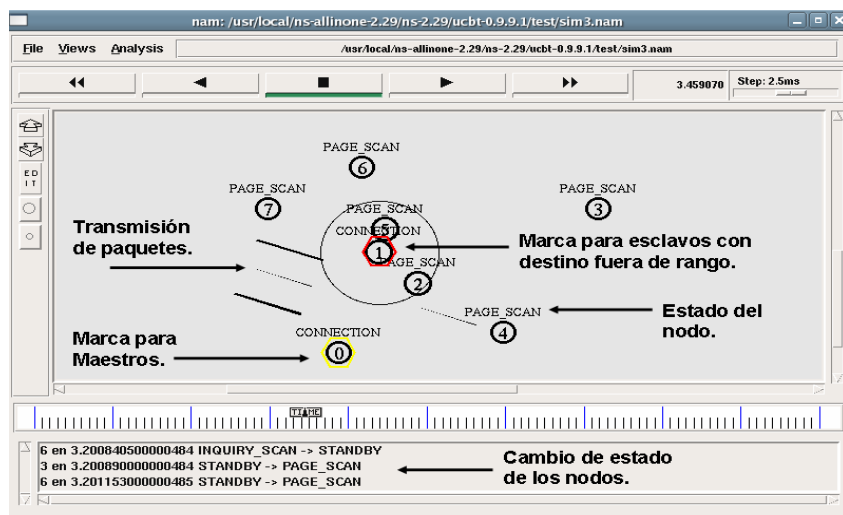 nam: /usr/local/ns-allinone-2.29/ns-2.29/ucbt-0.9.9.1/test/sim3.nam
File Views Analysis /usr/local/ns-allinone-2.29/ns-2.29/ucbt-0.9.9.1/test/sim3.nam
3.459070 Step: 2.5ms
E D
I T
PAGE_SCAN
6
PAGE_SCAN
7
PAGE_SCAN
3
PAGE_SCAN
5
CONNECTION
1
PAGE_SCAN
2
PAGE_SCAN
4
CONNECTION
0
Transmisión
de paquetes.
Marca para esclavos con
destino fuera de rango.
Estado del
nodo.
Marca para
Maestros.
TIME
6 en 3.200840500000484 INQUIRY_SCAN -> STANDBY
3 en 3.200890000000484 STANDBY -> PAGE_SCAN
6 en 3.201153000000485 STANDBY -> PAGE_SCAN
Cambio de estado
de los nodos.